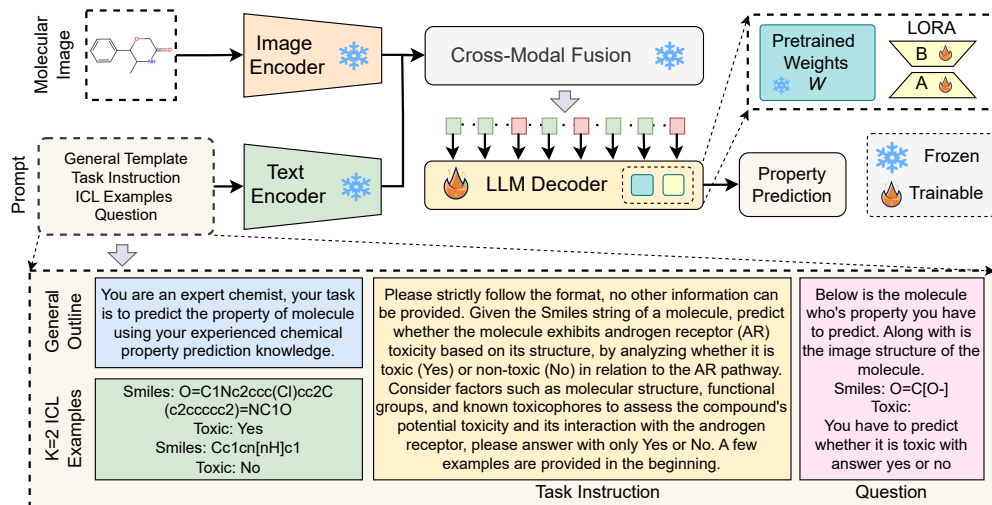 Molecular
Image
O
NH
Image
Encoder
Cross-Modal Fusion
Pretrained
Weights
W
LORA
B
A
Prompt
General Template
Task Instruction
ICL Examples
Question
Text
Encoder
LLM Decoder
Property
Prediction
Frozen
Trainable
General
Outline
You are an expert chemist, your task
is to predict the property of molecule
using your experienced chemical
property prediction knowledge.
K=2 ICL
Examples
Smiles: O=C1Nc2ccc(Cl)cc2C
(c2ccccc2)=NC1O
Toxic: Yes
Smiles: Cc1cn[nH]c1
Toxic: No
Please strictly follow the format, no other information can
be provided. Given the Smiles string of a molecule, predict
whether the molecule exhibits androgen receptor (AR)
toxicity based on its structure, by analyzing whether it is
toxic (Yes) or non-toxic (No) in relation to the AR pathway.
Consider factors such as molecular structure, functional
groups, and known toxicophores to assess the compound's
potential toxicity and its interaction with the androgen
receptor, please answer with only Yes or No. A few
examples are provided in the beginning.
Task Instruction
Below is the molecule
who's property you have
to predict. Along with is
the image structure of the
molecule.
Smiles: O=C[O-]
Toxic:
You have to predict
whether it is toxic with
answer yes or no
Question